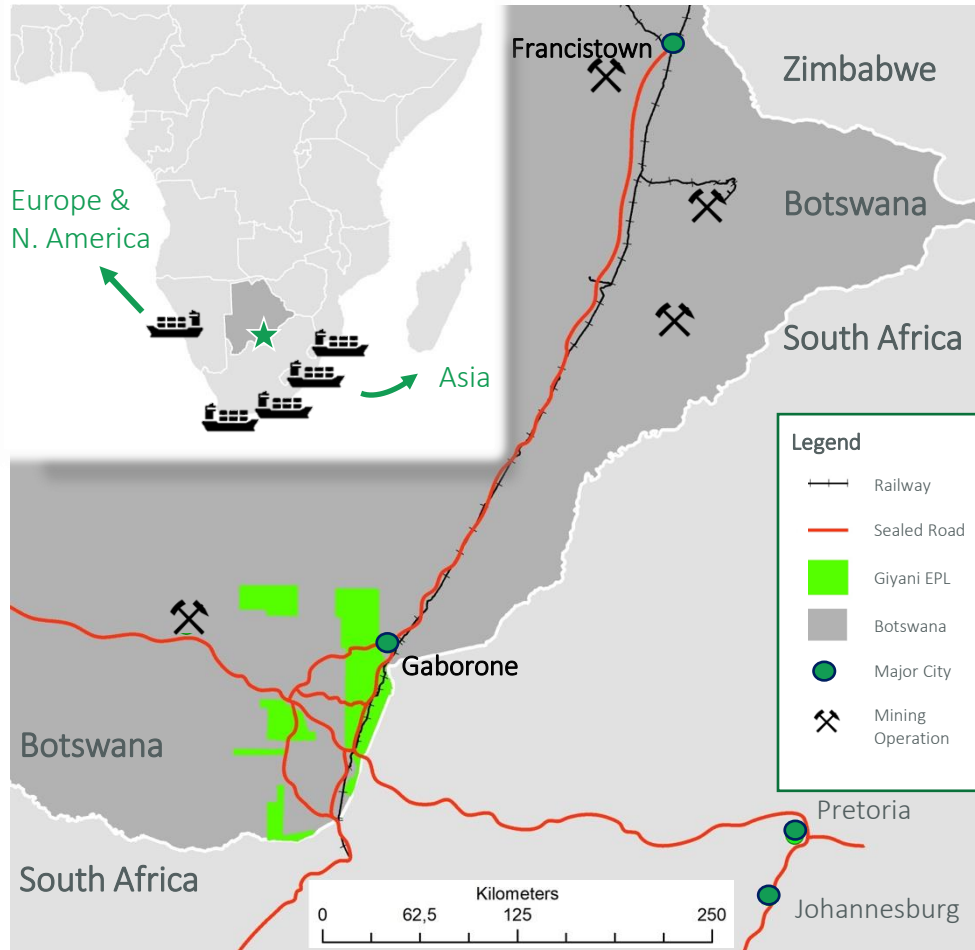 Francistown
Zimbabwe
Europe &
N. America
Botswana
South Africa
Asia
Legend
Railway
Sealed Road
Giyani EPL
Botswana
Major City
Mining
Operation
Gaborone
Botswana
Pretoria
South Africa
Johannesburg
Kilometers
0 62,5 125 250